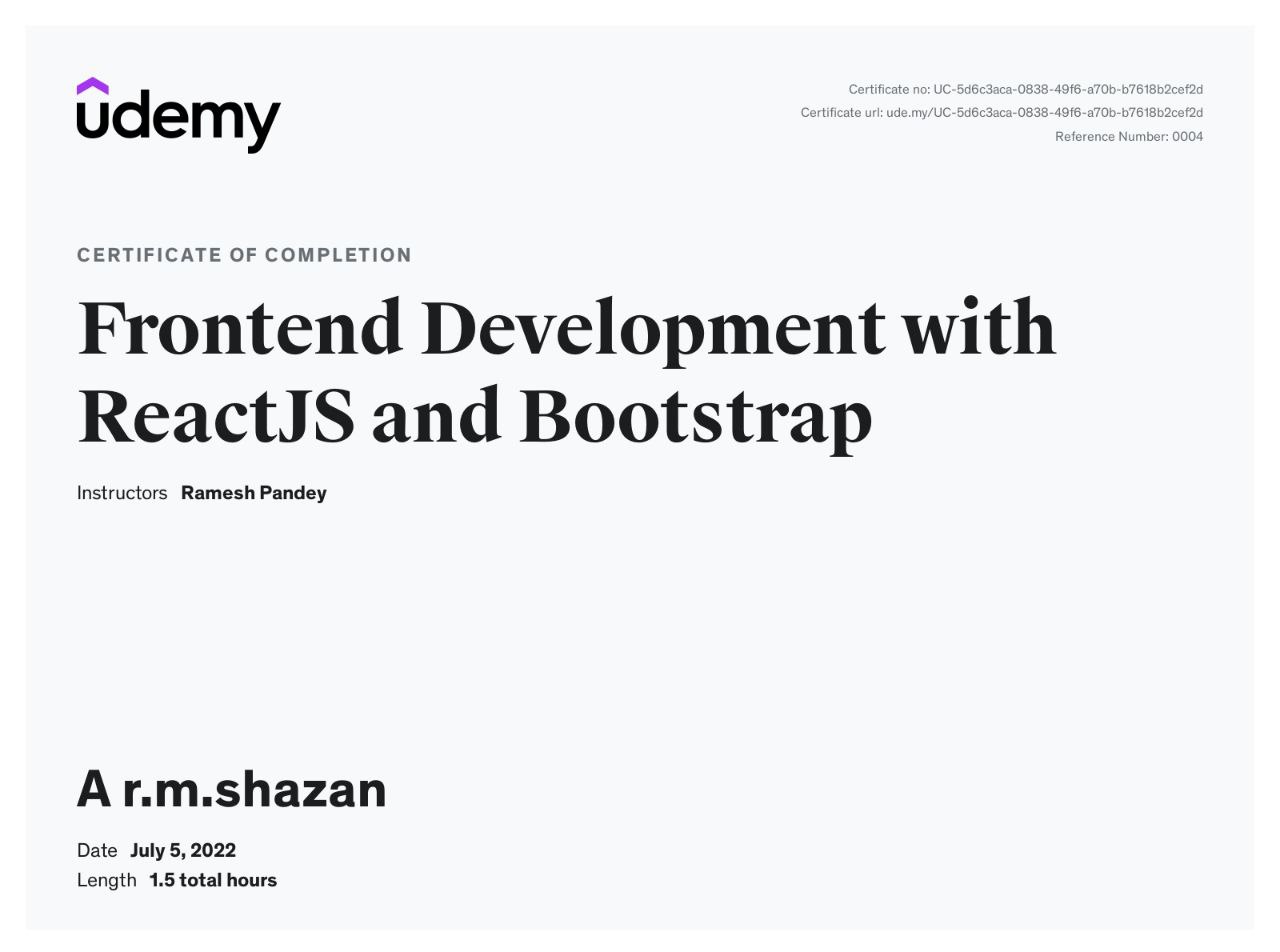 udemy
Certificate no: UC-5d6c3aca-0838-49f6-a70b-b7618b2cef2d
Certificate url: ude.my/UC-5d6c3aca-0838-49f6-a70b-b7618b2cef2d
Reference Number: 0004
CERTIFICATE OF COMPLETION
Frontend Development with
ReactJS and Bootstrap
Instructors Ramesh Pandey
A r.m.shazan
Date July 5, 2022
Length 1.5 total hours